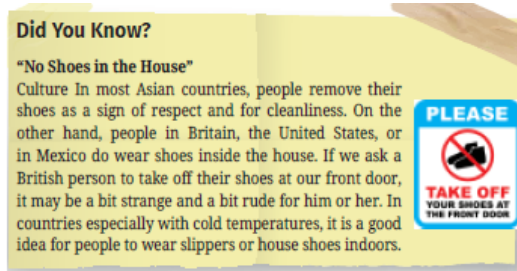 Did You Know?
“No Shoes in the House”
Culture In most Asian countries, people remove their
shoes as a sign of respect and for cleanliness. On the
other hand, people in Britain, the United States, or
in Mexico do wear shoes inside the house. If we ask a
British person to take off their shoes at our front door,
it may be a bit strange and a bit rude for him or her. In
countries especially with cold temperatures, it is a good
idea for people to wear slippers or house shoes indoors.
PLEASE
TAKE OFF
YOUR SHOES AT
THE FRONT DOOR